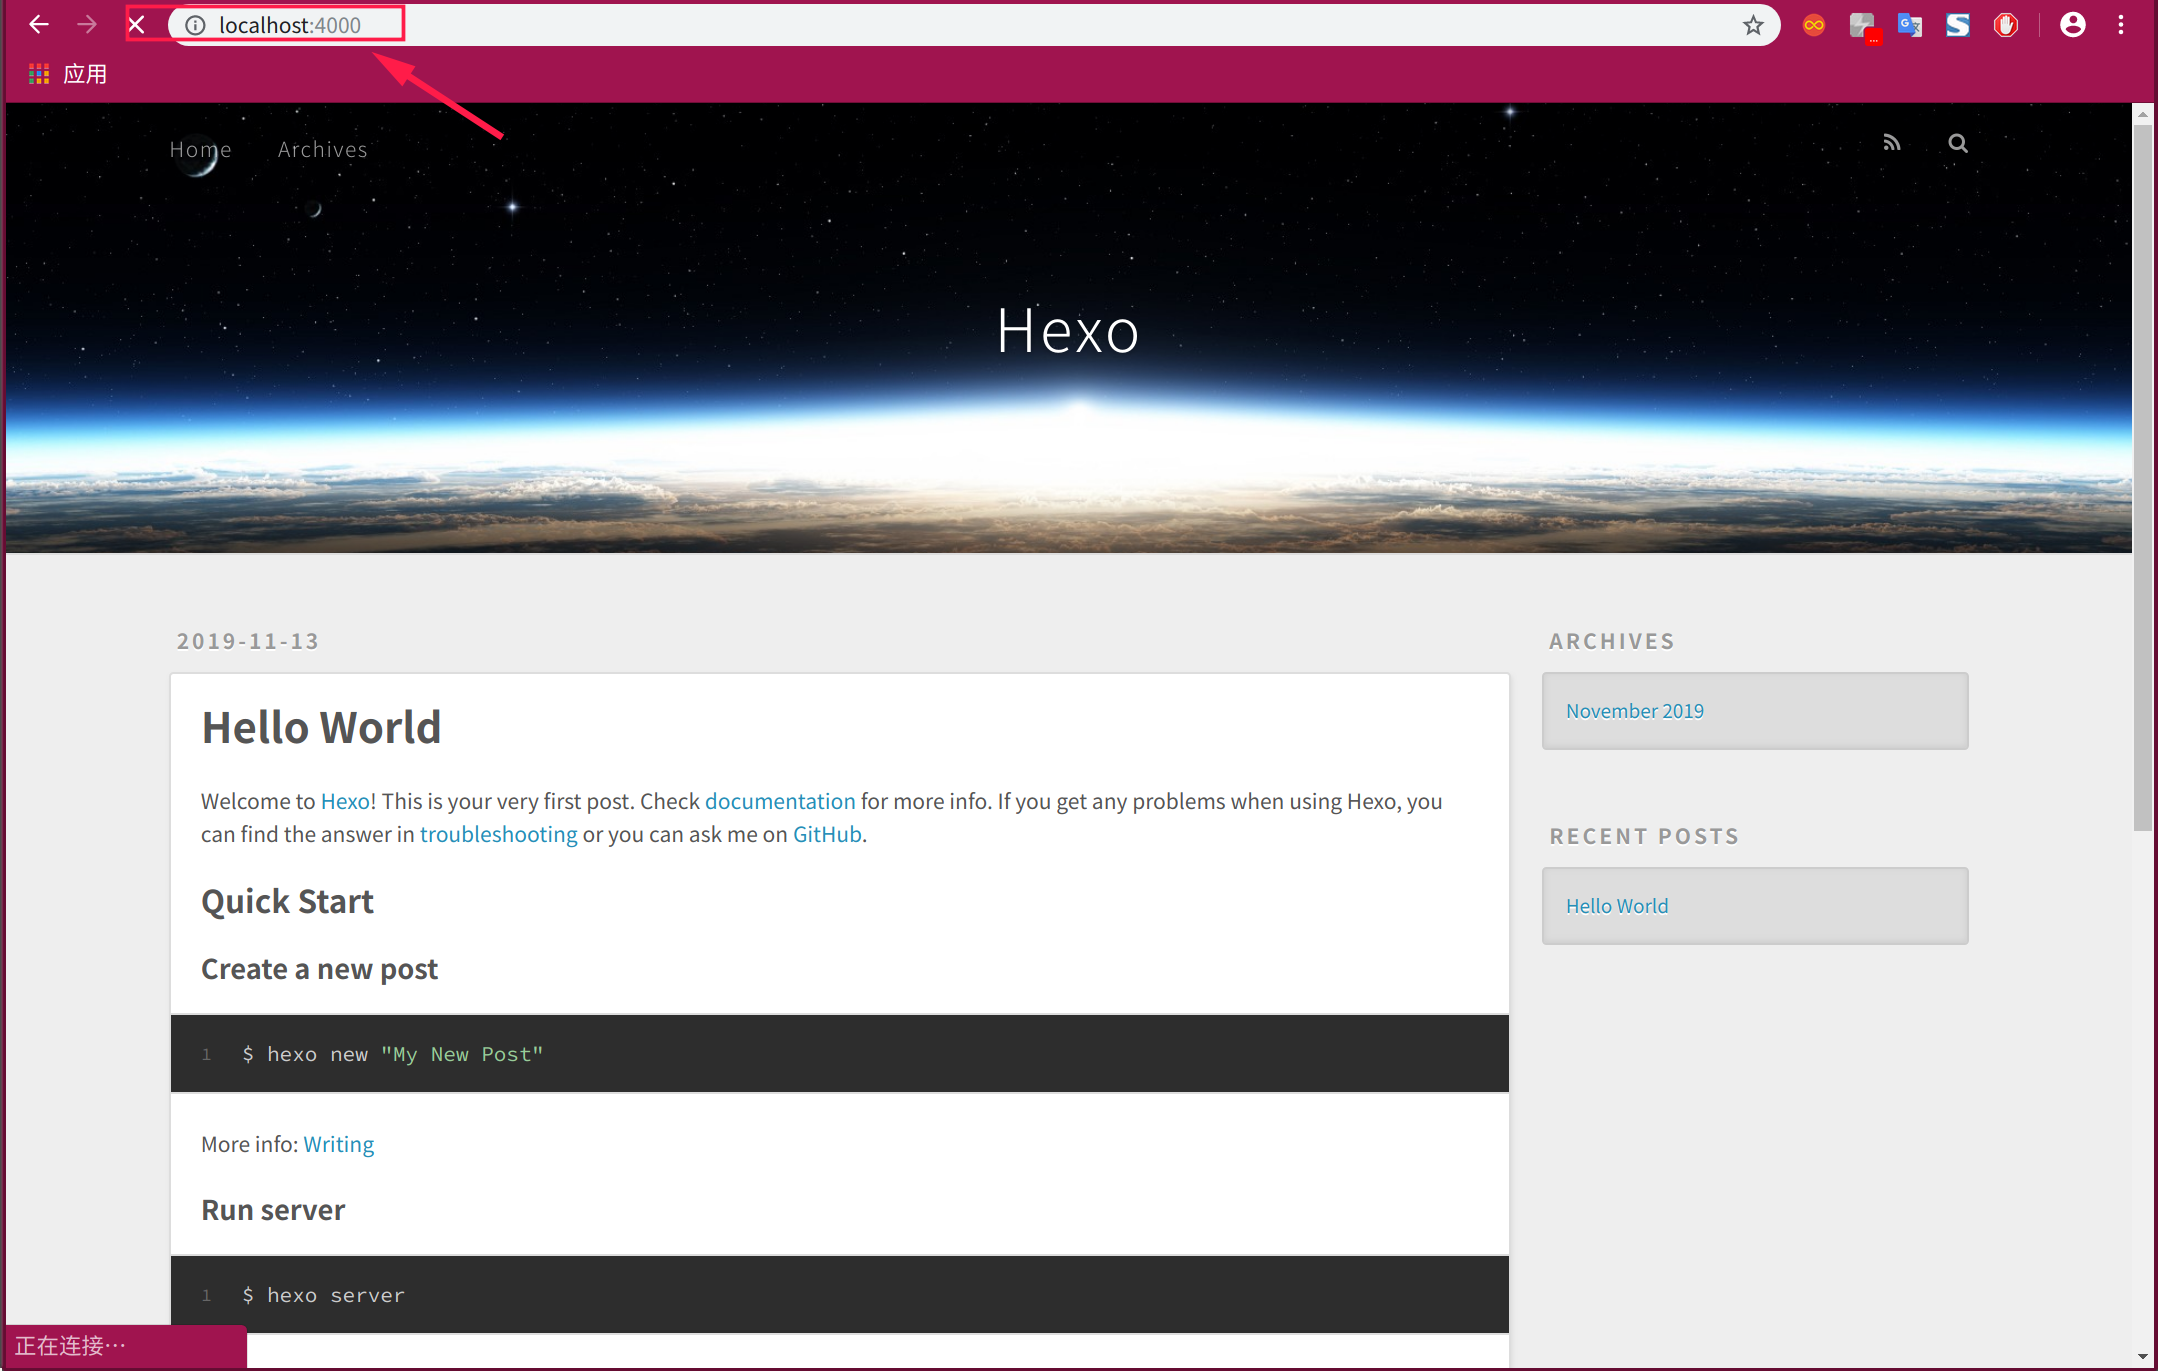 localhost:4000
应用
Home Archives
Hexo
2019-11-13
Hello World
Welcome to Hexo! This is your very first post. Check documentation for more info. If you get any problems when using Hexo, you
can find the answer in troubleshooting or you can ask me on GitHub.
Quick Start
Create a new post
1 $ hexo new "My New Post"
More info: Writing
Run server
1 $ hexo server
ARCHIVES
November 2019
RECENT POSTS
Hello World
正在连接…